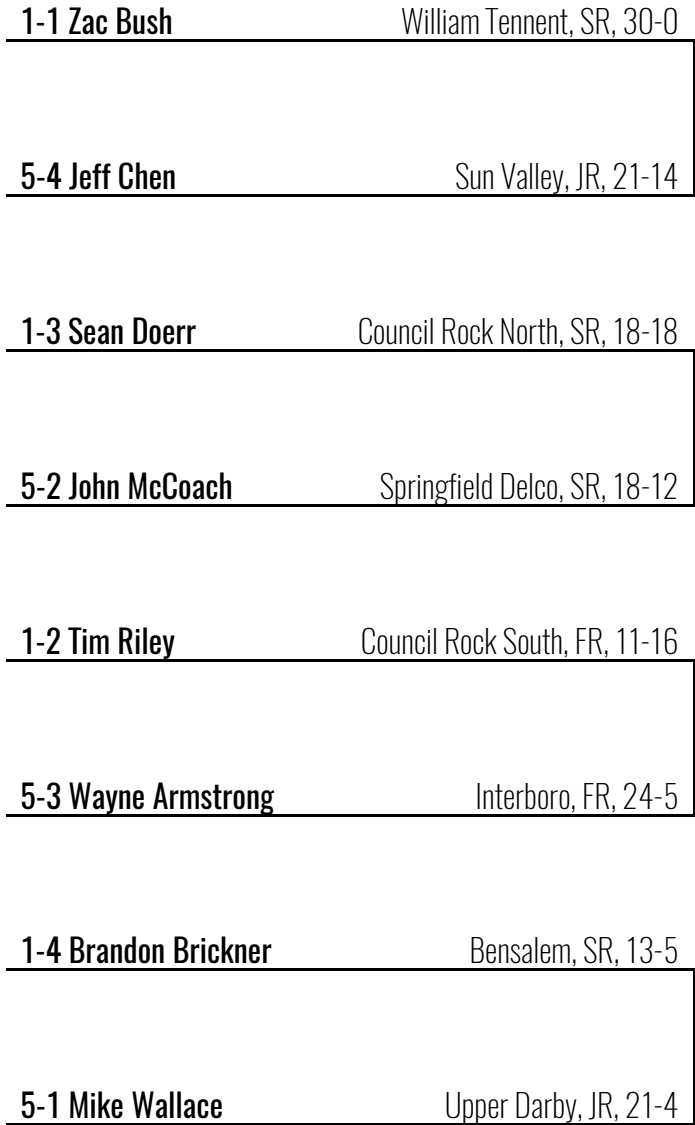 1-1 Zac Bush William Tennent, SR, 30-0
5-4 Jeff Chen Sun Valley, JR, 21-14
1-3 Sean Doerr Council Rock North, SR, 18-18
5-2 John McCoach Springfield Delco, SR, 18-12
1-2 Tim Riley Council Rock South, FR, 11-16
5-3 Wayne Armstrong Interboro, FR, 24-5
1-4 Brandon Brickner Bensalem, SR, 13-5
5-1 Mike Wallace Upper Darby, JR, 21-4